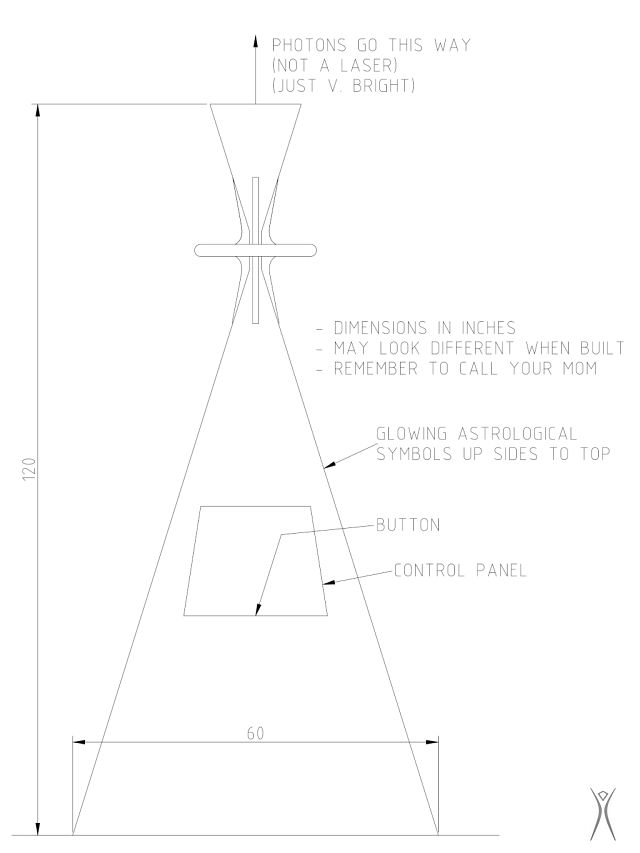 PHOTONS GO THIS WAY
(NOT A LASER)
(JUST V. BRIGHT)
- DIMENSIONS IN INCHES
- MAY LOOK DIFFERENT WHEN BUILT
- REMEMBER TO CALL YOUR MOM
GLOWING ASTROLOGICAL
SYMBOLS UP SIDES TO TOP
120
BUTTON
CONTROL PANEL
60